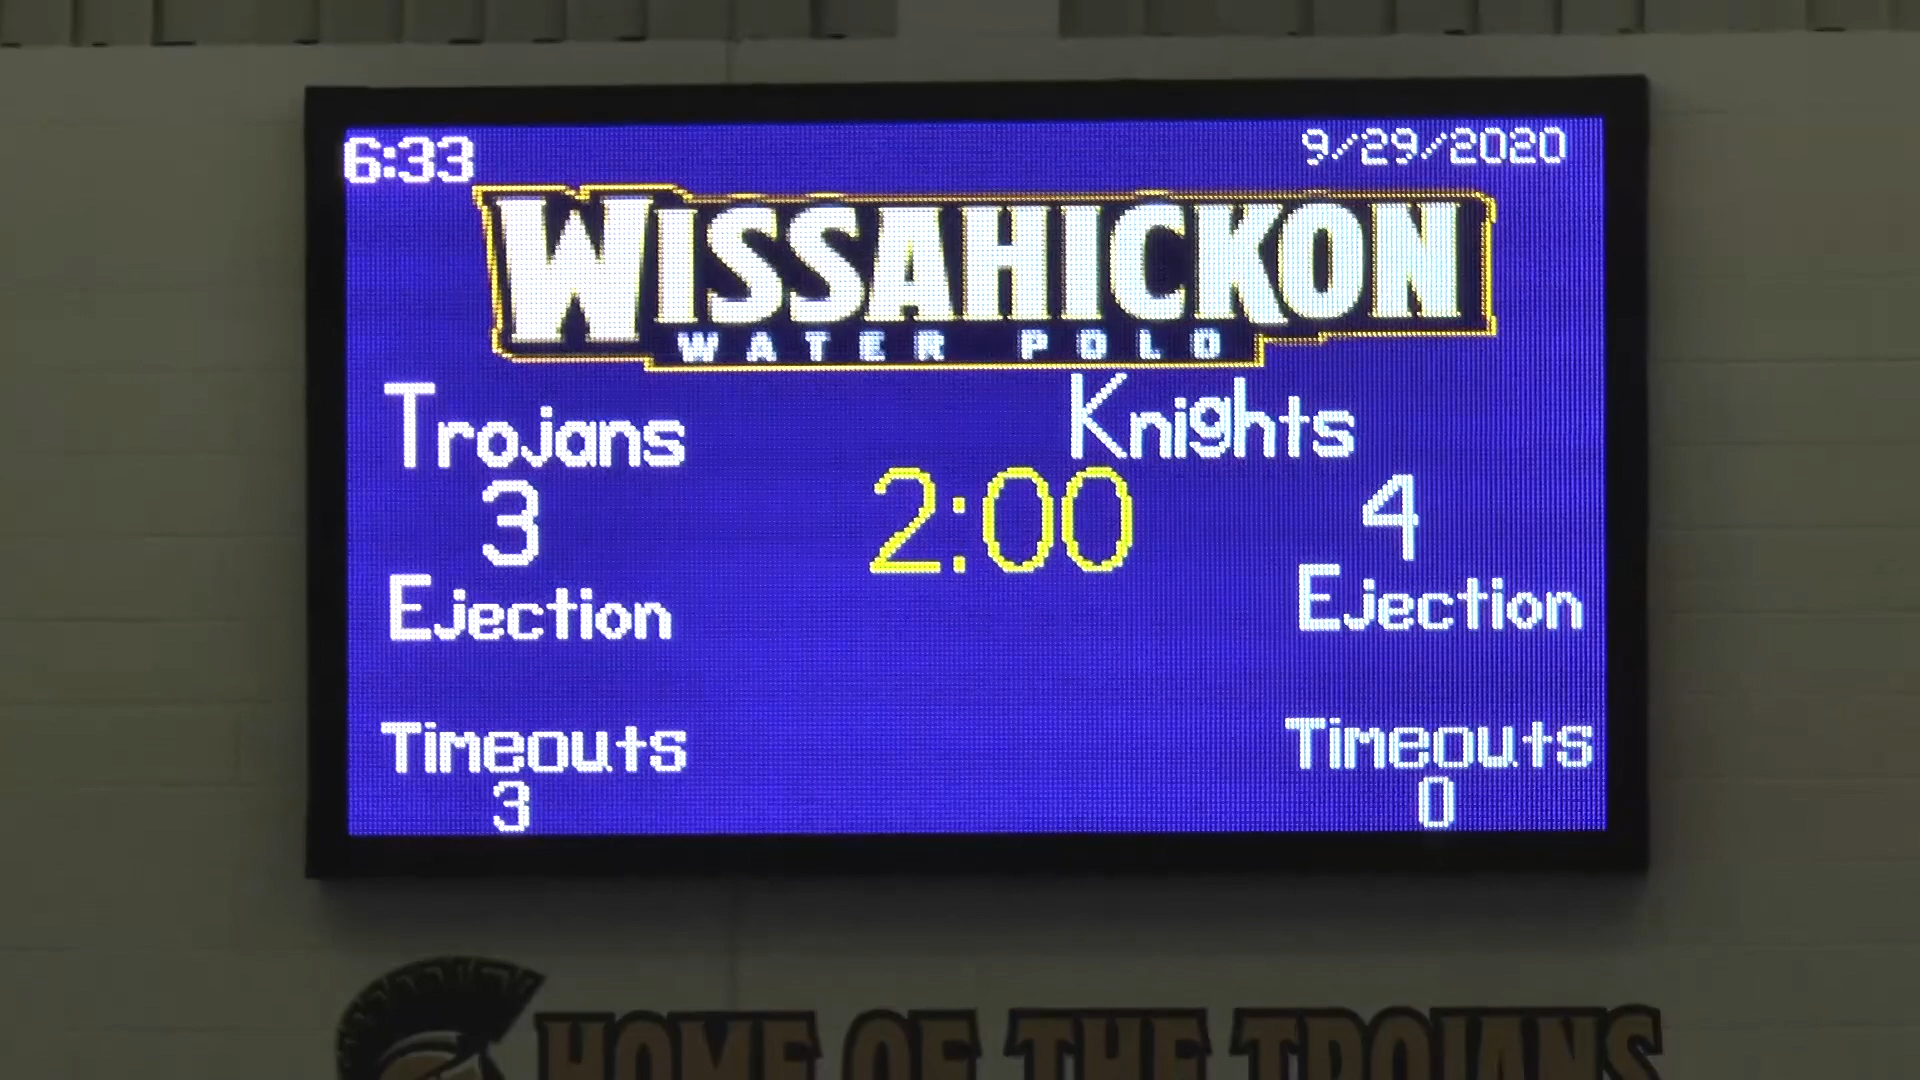 6:33 9/29/2020
WISSAHICKON
WATER POLO
Trojans Knights
3 2:00 4
Ejection Ejection
Timeouts Timeouts
3 0
HOME OF THE TROJANS